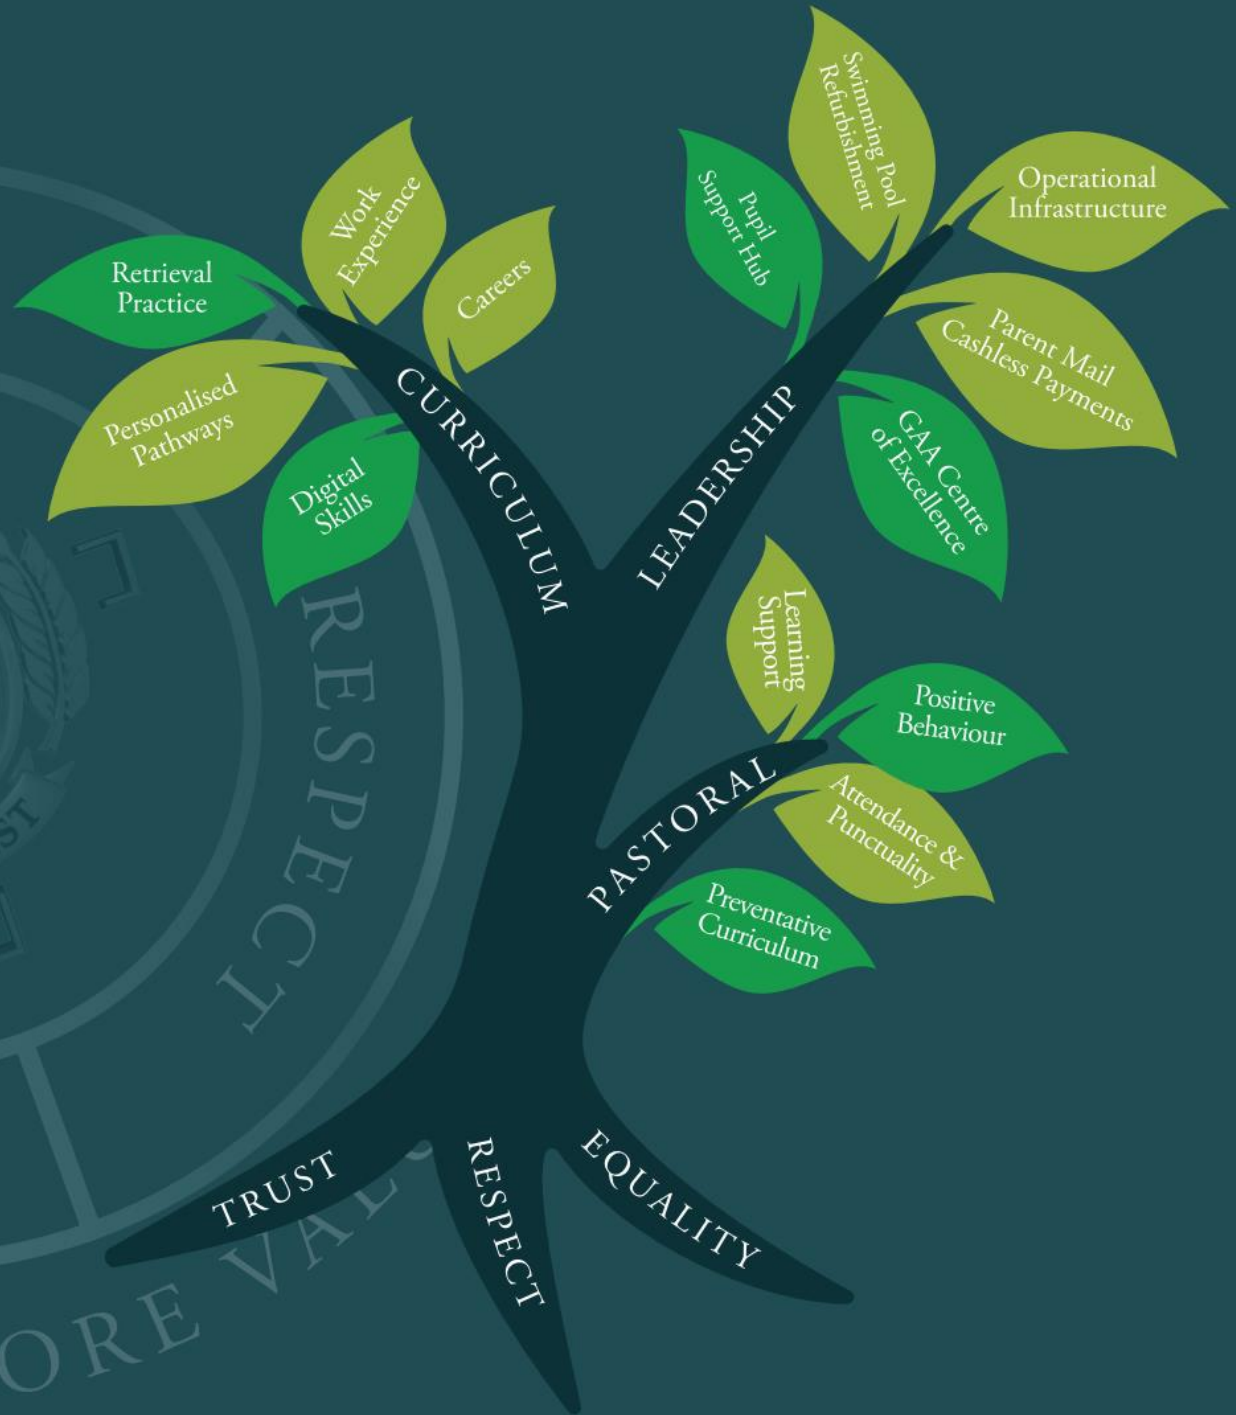 Swimming Pool
Refurbishment
Operational
Infrastructure
Pupil
Support Hub
Parent Mail
Cashless Payments
GAA Centre
of Excellence
LEADERSHIP
Work
Experience
Careers
Retrieval
Practice
Personalised
Pathways
Digital
Skills
CURRICULUM
Learning
Support
Positive
Behaviour
Attendance &
Punctuality
Preventative
Curriculum
PASTORAL
TRUST
RESPECT
EQUALITY
RESPECT